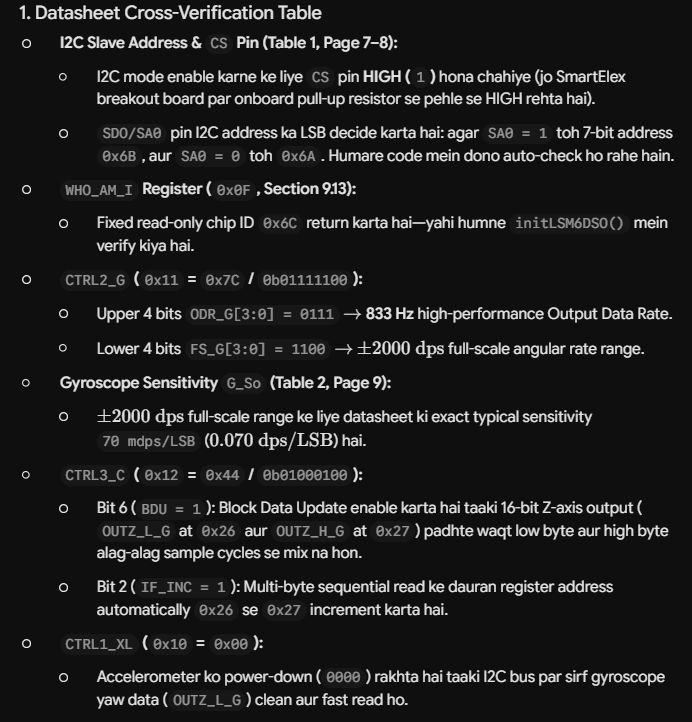 1. Datasheet Cross-Verification Table
I2C Slave Address & CS Pin (Table 1, Page 7–8):
I2C mode enable karne ke liye CS pin HIGH ( 1 ) hona chahiye (jo SmartElex
breakout board par onboard pull-up resistor se pehle se HIGH rehta hai).
SDO/SA0 pin I2C address ka LSB decide karta hai: agar SA0 = 1 toh 7-bit address
0x6B , aur SA0 = 0 toh 0x6A . Humare code mein dono auto-check ho rahe hain.
WHO_AM_I Register ( 0x0F , Section 9.13):
Fixed read-only chip ID 0x6C return karta hai—yahi humne initLSM6DSO() mein
verify kiya hai.
CTRL2_G ( 0x11 = 0x7C / 0b01111100 ):
Upper 4 bits ODR_G[3:0] = 0111 → 833 Hz high-performance Output Data Rate.
Lower 4 bits FS_G[3:0] = 1100 → ±2000 dps full-scale angular rate range.
Gyroscope Sensitivity G_So (Table 2, Page 9):
±2000 dps full-scale range ke liye datasheet ki exact typical sensitivity
70 mdps/LSB (0.070 dps/LSB) hai.
CTRL3_C ( 0x12 = 0x44 / 0b01000100 ):
Bit 6 ( BDU = 1 ): Block Data Update enable karta hai taaki 16-bit Z-axis output (
OUTZ_L_G at 0x26 aur OUTZ_H_G at 0x27 ) padhte waqt low byte aur high byte
alag-alag sample cycles se mix na hon.
Bit 2 ( IF_INC = 1 ): Multi-byte sequential read ke dauran register address
automatically 0x26 se 0x27 increment karta hai.
CTRL1_XL ( 0x10 = 0x00 ):
Accelerometer ko power-down ( 0000 ) rakhta hai taaki I2C bus par sirf gyroscope
yaw data ( OUTZ_L_G ) clean aur fast read ho.